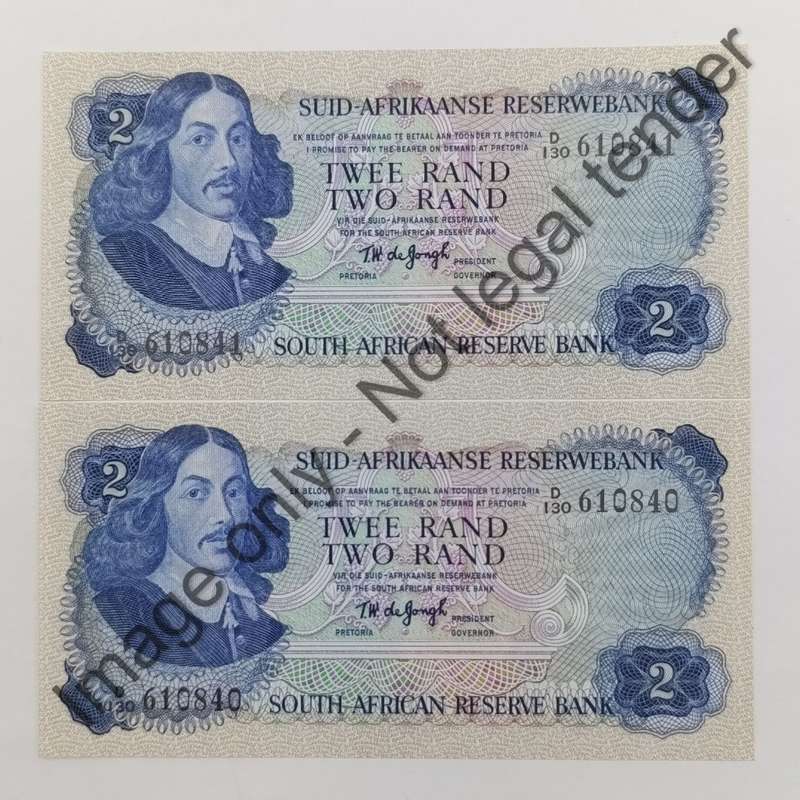 2
SUID-AFRIKAANSE RESERWEBANK
EK BELOOF OP AANVRAAG TE BETAAL AAN TOONDER TE PRETORIA
I PROMISE TO PAY THE BEARER ON DEMAND AT PRETORIA
D/130 610841
TWEE RAND
TWO RAND
VIR DIE SUID-AFRIKAANSE RESERWEBANK
FOR THE SOUTH AFRICAN RESERVE BANK
T.W. de Jongh
PRESIDENT
PRETORIA GOVERNOR
2
D/130 610841
SOUTH AFRICAN RESERVE BANK
2
SUID-AFRIKAANSE RESERWEBANK
EK BELOOF OP AANVRAAG TE BETAAL AAN TOONDER TE PRETORIA
I PROMISE TO PAY THE BEARER ON DEMAND AT PRETORIA
D/130 610840
TWEE RAND
TWO RAND
VIR DIE SUID-AFRIKAANSE RESERWEBANK
FOR THE SOUTH AFRICAN RESERVE BANK
T.W. de Jongh
PRESIDENT
PRETORIA GOVERNOR
2
D/130 610840
SOUTH AFRICAN RESERVE BANK
Image only - Not legal tender